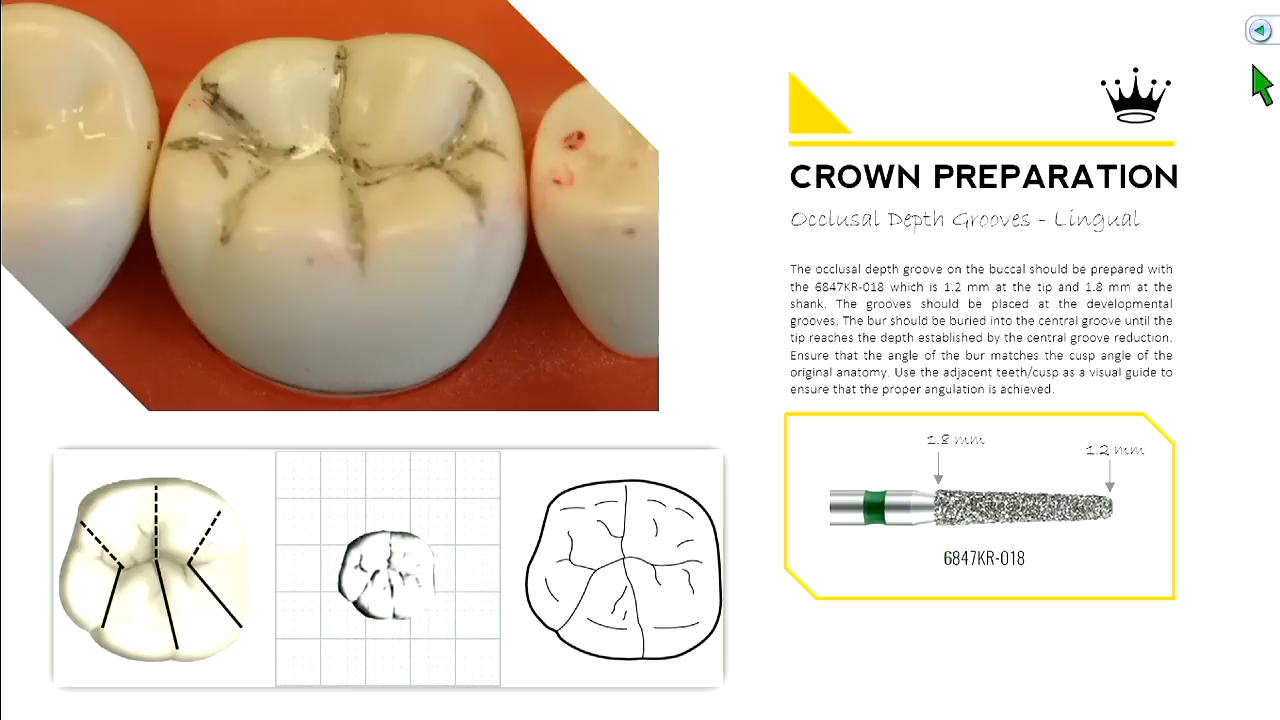 CROWN PREPARATION
Occlusal Depth Grooves - Lingual
The occlusal depth groove on the buccal should be prepared with
the 6847KR-018 which is 1.2 mm at the tip and 1.8 mm at the
shank. The grooves should be placed at the developmental
grooves. The bur should be buried into the central groove until the
tip reaches the depth established by the central groove reduction.
Ensure that the angle of the bur matches the cusp angle of the
original anatomy. Use the adjacent teeth/cusp as a visual guide to
ensure that the proper angulation is achieved.
1.8 mm
1.2 mm
6847KR-018